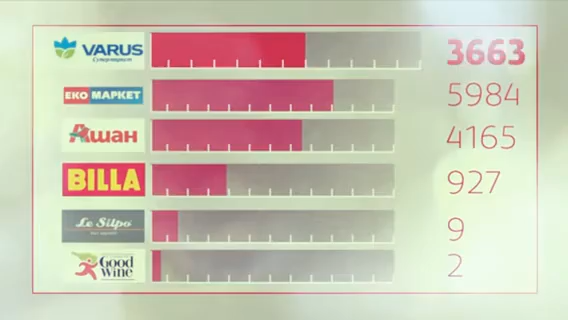 VARUS
Супермаркет
3663
ЕКО МАРКЕТ
5984
Ашан
4165
BILLA
927
Le Silpo
9
Good
Wine
2